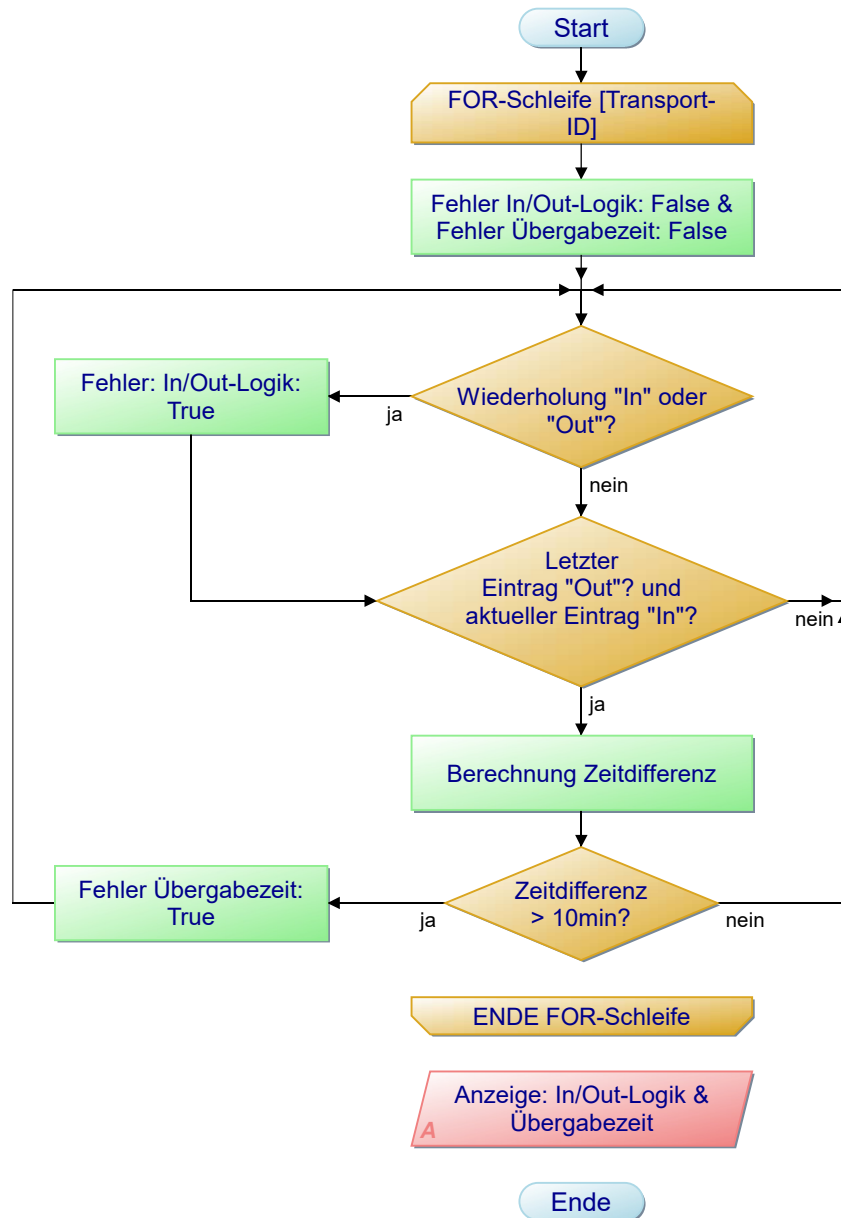 Start
FOR-Schleife [Transport-
ID]
Fehler In/Out-Logik: False &
Fehler Übergabezeit: False
Fehler: In/Out-Logik:
True
ja
Wiederholung "In" oder
"Out"?
nein
Letzter
Eintrag "Out"? und
aktueller Eintrag "In"?
nein
ja
Berechnung Zeitdifferenz
Fehler Übergabezeit:
True
ja
Zeitdifferenz
> 10min?
nein
ENDE FOR-Schleife
Anzeige: In/Out-Logik &
Übergabezeit
A
Ende